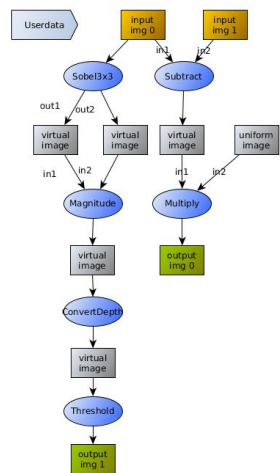 Userdata
input
img 0
input
img 1
in1
in2
Sobel3x3
Subtract
out1
out2
virtual
image
virtual
image
virtual
image
uniform
image
in1
in2
in1
in2
Magnitude
Multiply
virtual
image
output
img 0
ConvertDepth
virtual
image
Threshold
output
img 1